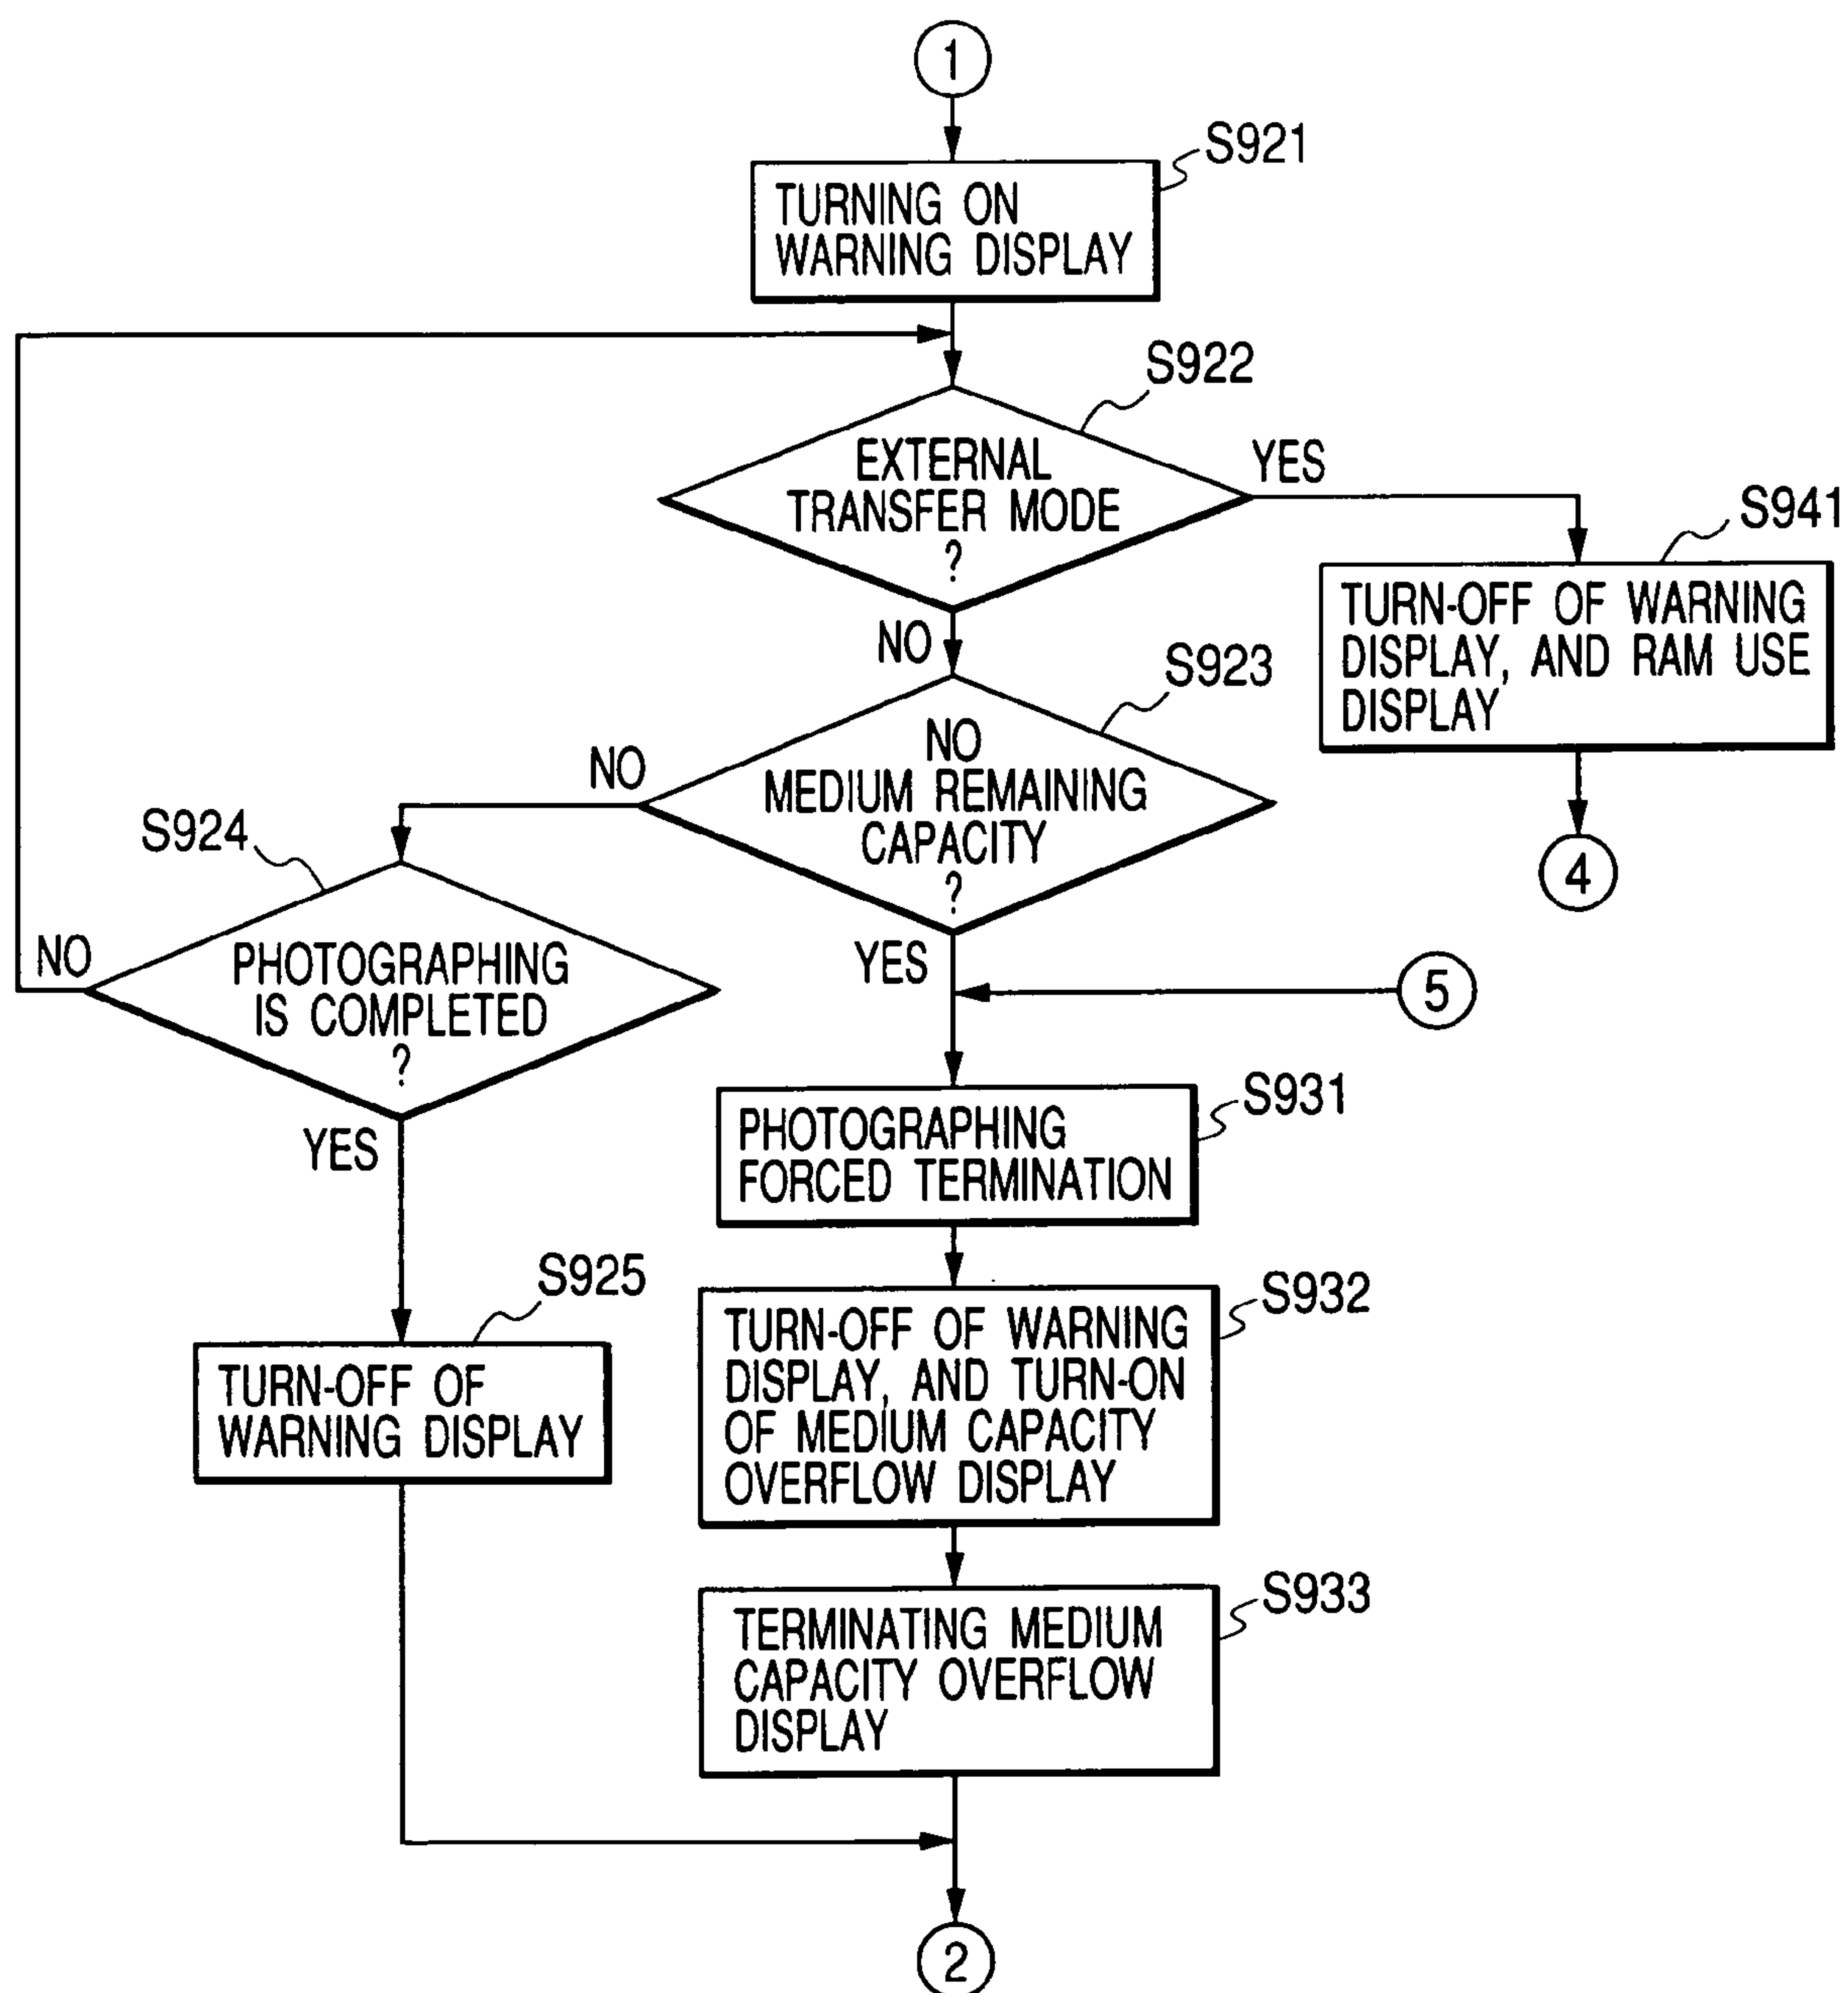 1
S921
TURNING ON
WARNING DISPLAY
S922
EXTERNAL
TRANSFER MODE
?
YES
NO
S941
TURN-OFF OF WARNING
DISPLAY, AND RAM USE
DISPLAY
4
S923
NO
MEDIUM REMAINING
CAPACITY
?
NO
YES
S924
PHOTOGRAPHING
IS COMPLETED
?
NO
YES
5
S931
PHOTOGRAPHING
FORCED TERMINATION
S925
TURN-OFF OF
WARNING DISPLAY
S932
TURN-OFF OF WARNING
DISPLAY, AND TURN-ON
OF MEDIUM CAPACITY
OVERFLOW DISPLAY
S933
TERMINATING MEDIUM
CAPACITY OVERFLOW
DISPLAY
2